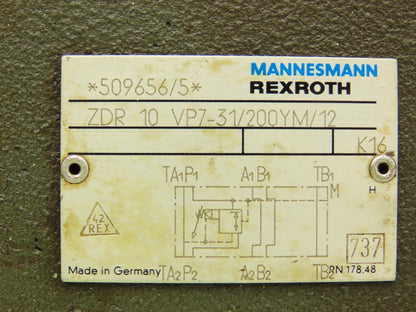 *509656/5* MANNESMANN
REXROTH
ZDR 10 VP7-31/200YM/12
K16
TA1P1 A1B1 TB1
M
H
42
REX
737
TA2P2 A2B2 TB2
Made in Germany RN 178.48